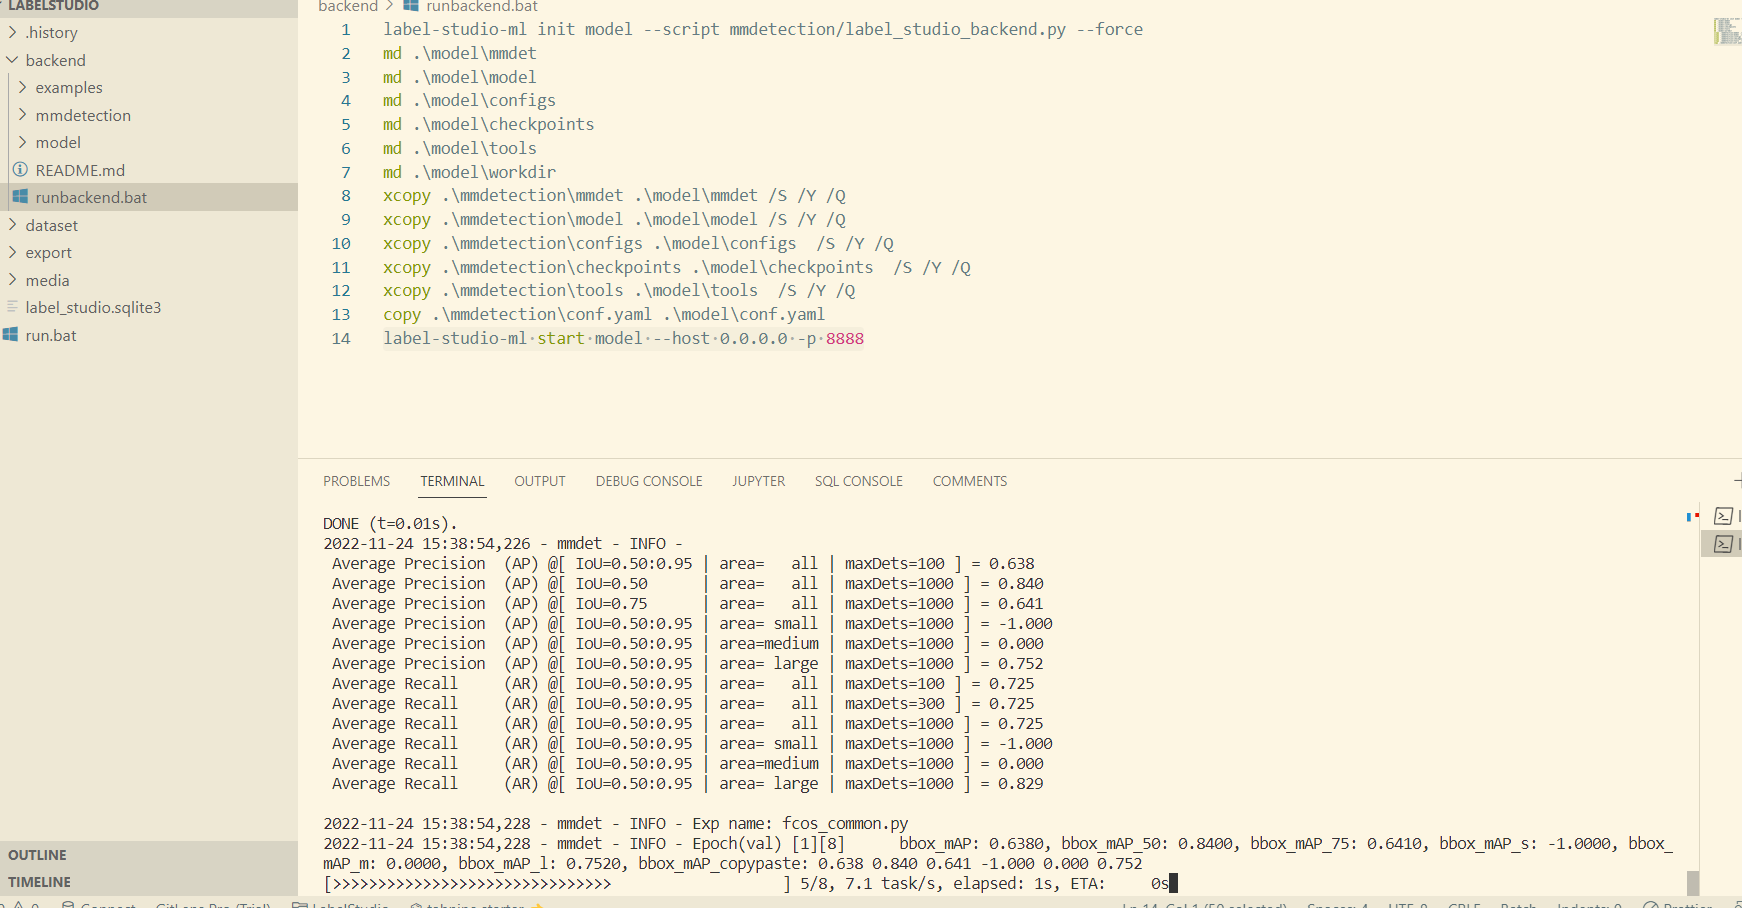 LABELSTUDIO
.history
backend
examples
mmdetection
model
README.md
runbackend.bat
dataset
export
media
label_studio.sqlite3
run.bat
OUTLINE
TIMELINE
backend > runbackend.bat
1 label-studio-ml init model --script mmdetection/label_studio_backend.py --force
2 md .\model\mmdet
3 md .\model\model
4 md .\model\configs
5 md .\model\checkpoints
6 md .\model\tools
7 md .\model\workdir
8 xcopy .\mmdetection\mmdet .\model\mmdet /S /Y /Q
9 xcopy .\mmdetection\model .\model\model /S /Y /Q
10 xcopy .\mmdetection\configs .\model\configs  /S /Y /Q
11 xcopy .\mmdetection\checkpoints .\model\checkpoints  /S /Y /Q
12 xcopy .\mmdetection\tools .\model\tools  /S /Y /Q
13 copy .\mmdetection\conf.yaml .\model\conf.yaml
14 label-studio-ml start model --host 0.0.0.0 -p 8888
PROBLEMS TERMINAL OUTPUT DEBUG CONSOLE JUPYTER SQL CONSOLE COMMENTS
DONE (t=0.01s).
2022-11-24 15:38:54,226 - mmdet - INFO -
Average Precision  (AP) @[ IoU=0.50:0.95 | area=   all | maxDets=100 ] = 0.638
Average Precision  (AP) @[ IoU=0.50      | area=   all | maxDets=1000 ] = 0.840
Average Precision  (AP) @[ IoU=0.75      | area=   all | maxDets=1000 ] = 0.641
Average Precision  (AP) @[ IoU=0.50:0.95 | area= small | maxDets=1000 ] = -1.000
Average Precision  (AP) @[ IoU=0.50:0.95 | area=medium | maxDets=1000 ] = 0.000
Average Precision  (AP) @[ IoU=0.50:0.95 | area= large | maxDets=1000 ] = 0.752
Average Recall     (AR) @[ IoU=0.50:0.95 | area=   all | maxDets=100 ] = 0.725
Average Recall     (AR) @[ IoU=0.50:0.95 | area=   all | maxDets=300 ] = 0.725
Average Recall     (AR) @[ IoU=0.50:0.95 | area=   all | maxDets=1000 ] = 0.725
Average Recall     (AR) @[ IoU=0.50:0.95 | area= small | maxDets=1000 ] = -1.000
Average Recall     (AR) @[ IoU=0.50:0.95 | area=medium | maxDets=1000 ] = 0.000
Average Recall     (AR) @[ IoU=0.50:0.95 | area= large | maxDets=1000 ] = 0.829
2022-11-24 15:38:54,228 - mmdet - INFO - Exp name: fcos_common.py
2022-11-24 15:38:54,228 - mmdet - INFO - Epoch(val) [1][8]      bbox_mAP: 0.6380, bbox_mAP_50: 0.8400, bbox_mAP_75: 0.6410, bbox_mAP_s: -1.0000, bbox_
mAP_m: 0.0000, bbox_mAP_l: 0.7520, bbox_mAP_copypaste: 0.638 0.840 0.641 -1.000 0.000 0.752
[>>>>>>>>>>>>>>>>>>>>>>>>>>>>>>>                   ] 5/8, 7.1 task/s, elapsed: 1s, ETA:     0s